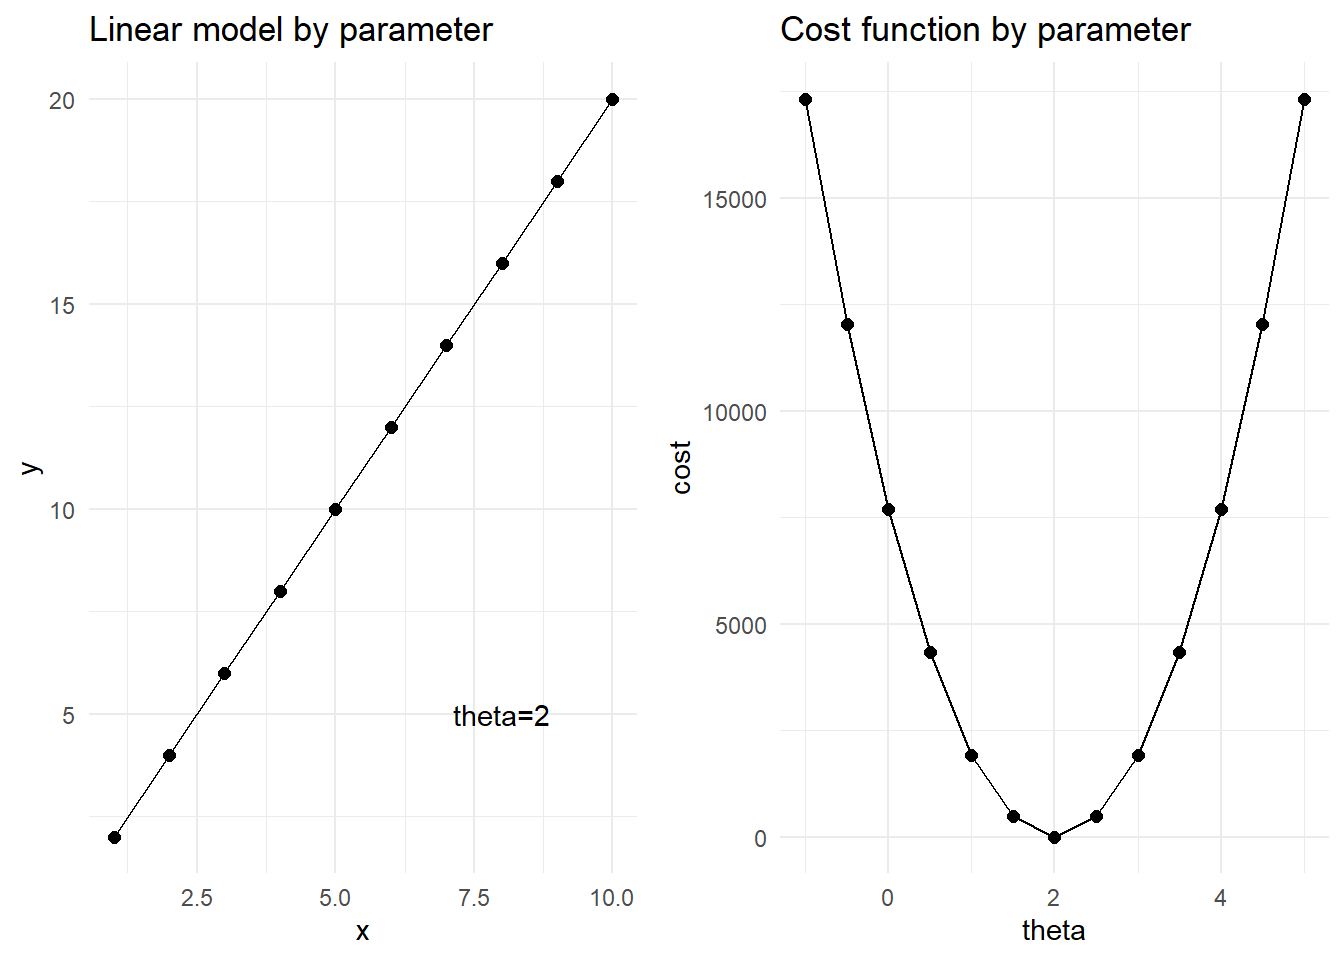 Linear model by parameter
20
15
10
5
y
theta=2
2.5 5.0 7.5 10.0
x
Cost function by parameter
15000
10000
5000
0
cost
0 2 4
theta